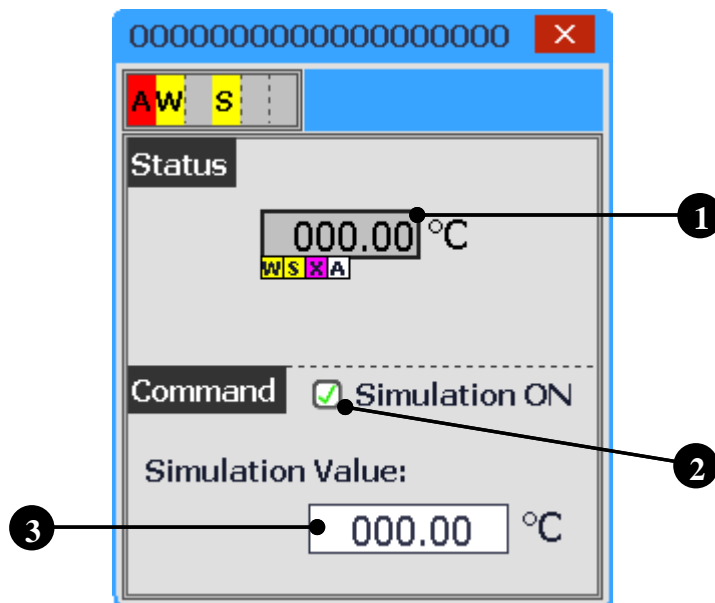 0000000000000000000 ×
A W S
Status
1
000.00 °C
W S X A
Command Simulation ON
2
Simulation Value:
3
000.00 °C